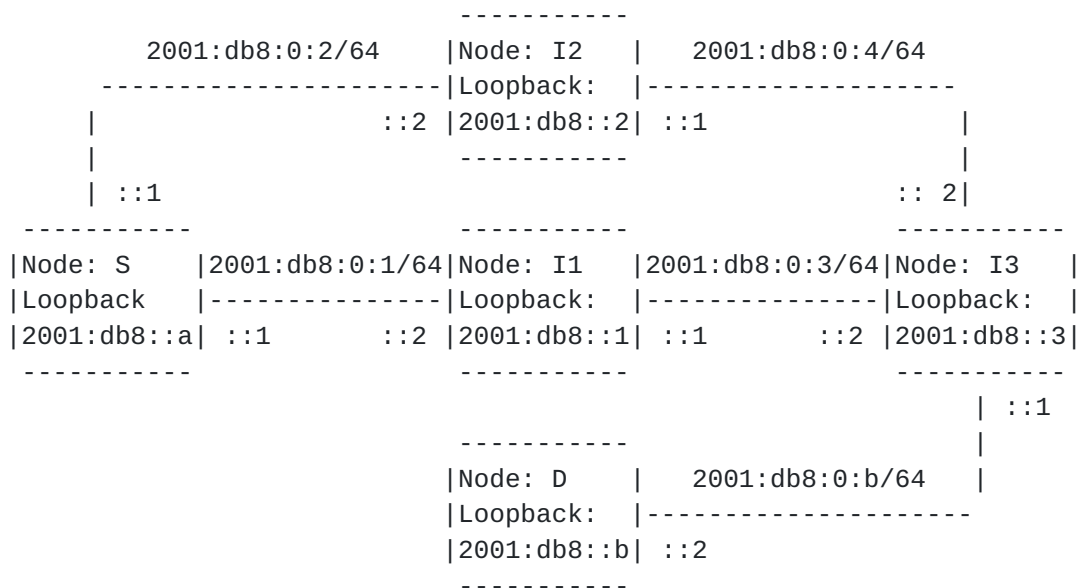 2001:db8:0:2/64 |Node: I2 | 2001:db8:0:4/64
|Loopback: |
::2 |2001:db8::2| ::1
::1 :: 2|
|Node: S |2001:db8:0:1/64|Node: I1 |2001:db8:0:3/64|Node: I3 |
|Loopback |---------------|Loopback: |---------------|Loopback: |
|2001:db8::a| ::1 ::2 |2001:db8::1| ::1 ::2 |2001:db8::3|
| ::1
|Node: D | 2001:db8:0:b/64 |
|Loopback: |----------------------
|2001:db8::b| ::2